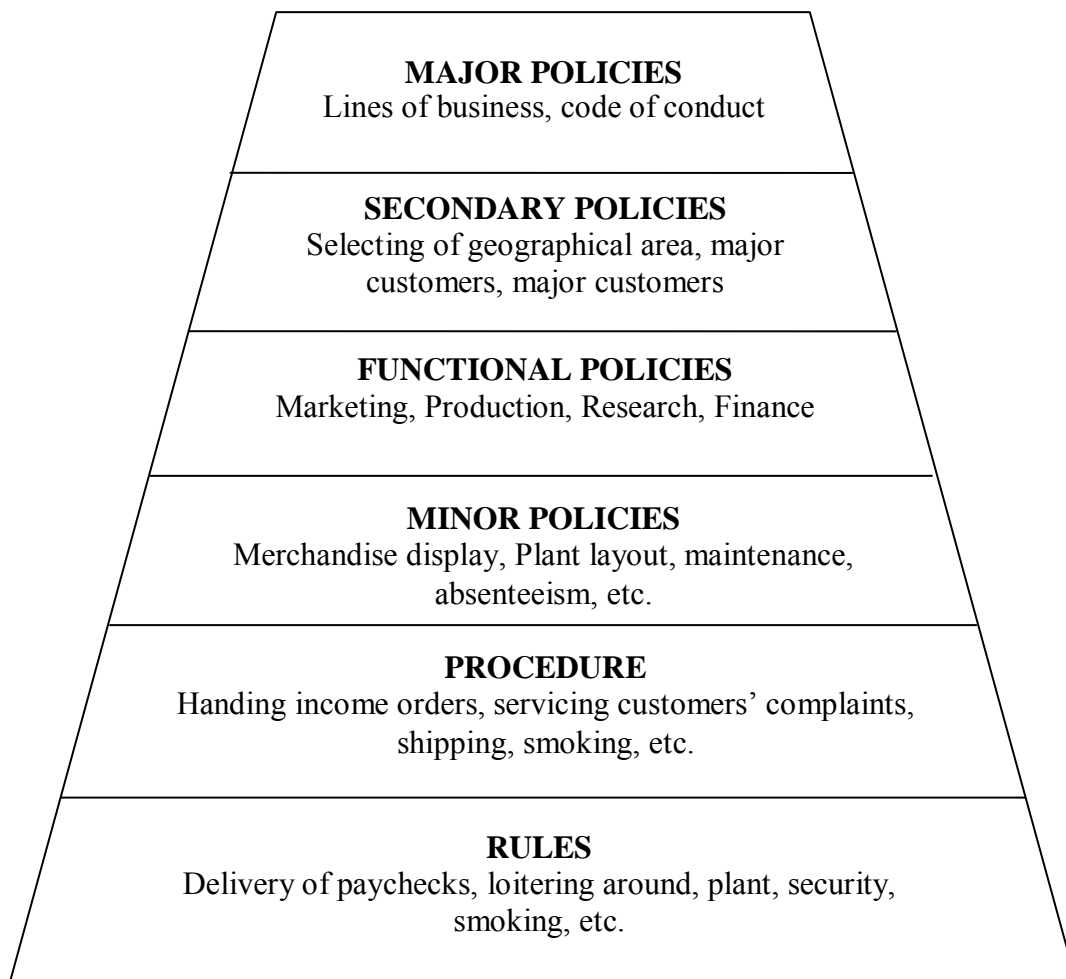 MAJOR POLICIES
Lines of business, code of conduct
SECONDARY POLICIES
Selecting of geographical area, major
customers, major customers
FUNCTIONAL POLICIES
Marketing, Production, Research, Finance
MINOR POLICIES
Merchandise display, Plant layout, maintenance,
absenteeism, etc.
PROCEDURE
Handing income orders, servicing customers’ complaints,
shipping, smoking, etc.
RULES
Delivery of paychecks, loitering around, plant, security,
smoking, etc.